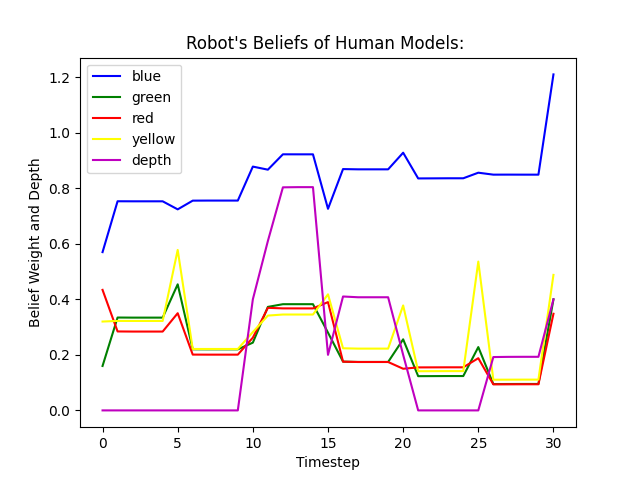 Robot's Beliefs of Human Models:
blue
green
red
yellow
depth
1.2
1.0
0.8
0.6
0.4
0.2
0.0
Belief Weight and Depth
0 5 10 15 20 25 30
Timestep